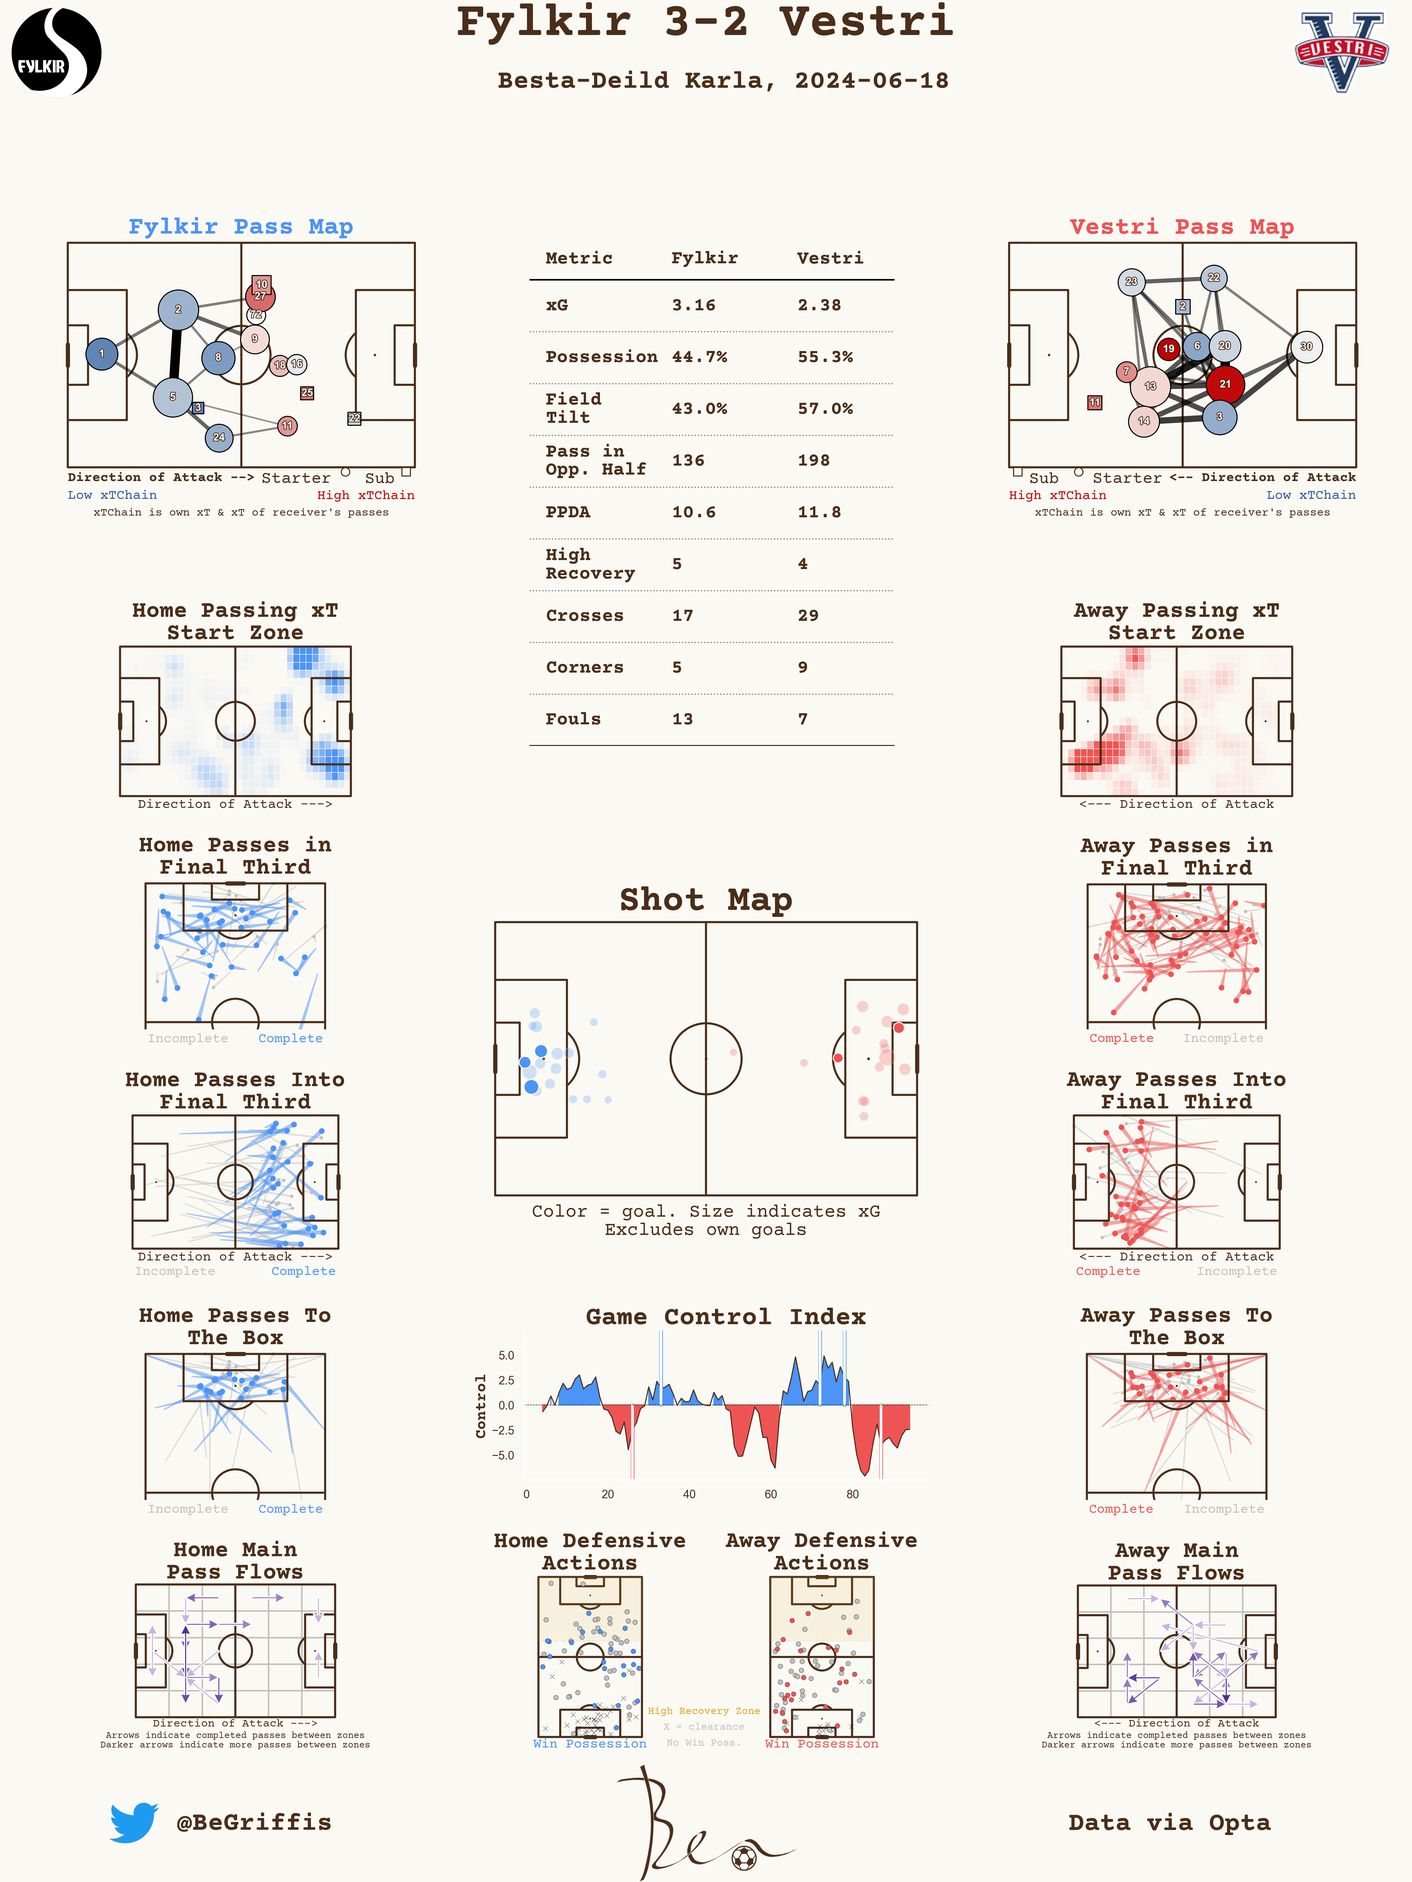 Fylkir 3-2 Vestri
Besta-Deild Karla, 2024-06-18
FYLKIR
VESTRI
Fylkir Pass Map
1
2
5
8
3
24
10
27
72
9
18
16
25
11
22
Direction of Attack --> Starter Sub
Low xTChain High xTChain
xTChain is own xT & xT of receiver's passes
Metric Fylkir Vestri
xG 3.16 2.38
Possession 44.7% 55.3%
Field
Tilt 43.0% 57.0%
Pass in
Opp. Half 136 198
PPDA 10.6 11.8
High
Recovery 5 4
Crosses 17 29
Corners 5 9
Fouls 13 7
Vestri Pass Map
23
22
2
19
6
20
30
7
13
21
11
14
3
Sub Starter <-- Direction of Attack
High xTChain Low xTChain
xTChain is own xT & xT of receiver's passes
Home Passing xT
Start Zone
Direction of Attack --->
Away Passing xT
Start Zone
<--- Direction of Attack
Home Passes in
Final Third
Incomplete Complete
Away Passes in
Final Third
Complete Incomplete
Shot Map
Color = goal. Size indicates xG
Excludes own goals
Home Passes Into
Final Third
Direction of Attack --->
Incomplete Complete
Away Passes Into
Final Third
<--- Direction of Attack
Complete Incomplete
Home Passes To
The Box
Incomplete Complete
Game Control Index
Control
5.0
2.5
0.0
−2.5
−5.0
0 20 40 60 80
Away Passes To
The Box
Complete Incomplete
Home Main
Pass Flows
Direction of Attack --->
Arrows indicate completed passes between zones
Darker arrows indicate more passes between zones
Home Defensive
Actions
Win Possession
Away Defensive
Actions
Win Possession
High Recovery Zone
X = clearance
No Win Poss.
Away Main
Pass Flows
<--- Direction of Attack
Arrows indicate completed passes between zones
Darker arrows indicate more passes between zones
@BeGriffis
Ben
Data via Opta